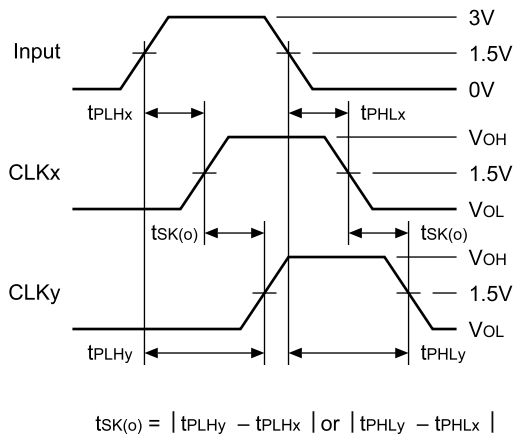 3V
Input 1.5V
0V
tPLHx tPHLx
VOH
CLKx 1.5V
VOL
tSK(o) tSK(o)
VOH
CLKy 1.5V
VOL
tPLHy tPHLy
tSK(o) = | tPLHy – tPLHx | or | tPHLy – tPHLx |